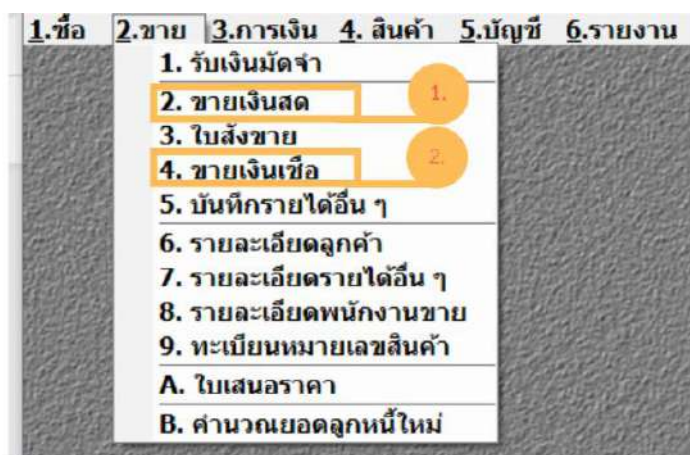 1.ซื้อ 2.ขาย 3.การเงิน 4. สินค้า 5.บัญชี 6.รายงาน
1. รับเงินมัดจำ
2. ขายเงินสด 1.
3. ใบสั่งขาย
4. ขายเงินเชื่อ 2.
5. บันทึกรายได้อื่น ๆ
6. รายละเอียดลูกค้า
7. รายละเอียดรายได้อื่น ๆ
8. รายละเอียดพนักงานขาย
9. ทะเบียนหมายเลขสินค้า
A. ใบเสนอราคา
B. คำนวณยอดลูกหนี้ใหม่